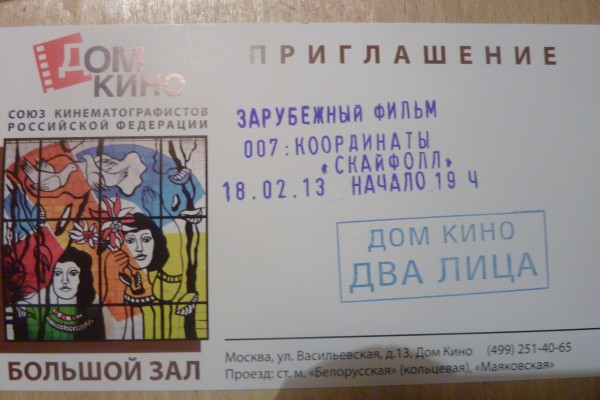 ДОМ
КИНО
СОЮЗ КИНЕМАТОГРАФИСТОВ
РОССИЙСКОЙ ФЕДЕРАЦИИ
БОЛЬШОЙ ЗАЛ
ПРИГЛАШЕНИЕ
ЗАРУБЕЖНЫЙ ФИЛЬМ
007:КООРДИНАТЫ
«СКАЙФОЛЛ»
18.02.13 НАЧАЛО 19 Ч
ДОМ КИНО
ДВА ЛИЦА
Москва, ул. Васильевская, д.13, Дом Кино (499) 251-40-65
Проезд: ст. м. «Белорусская» (кольцевая), «Маяковская»